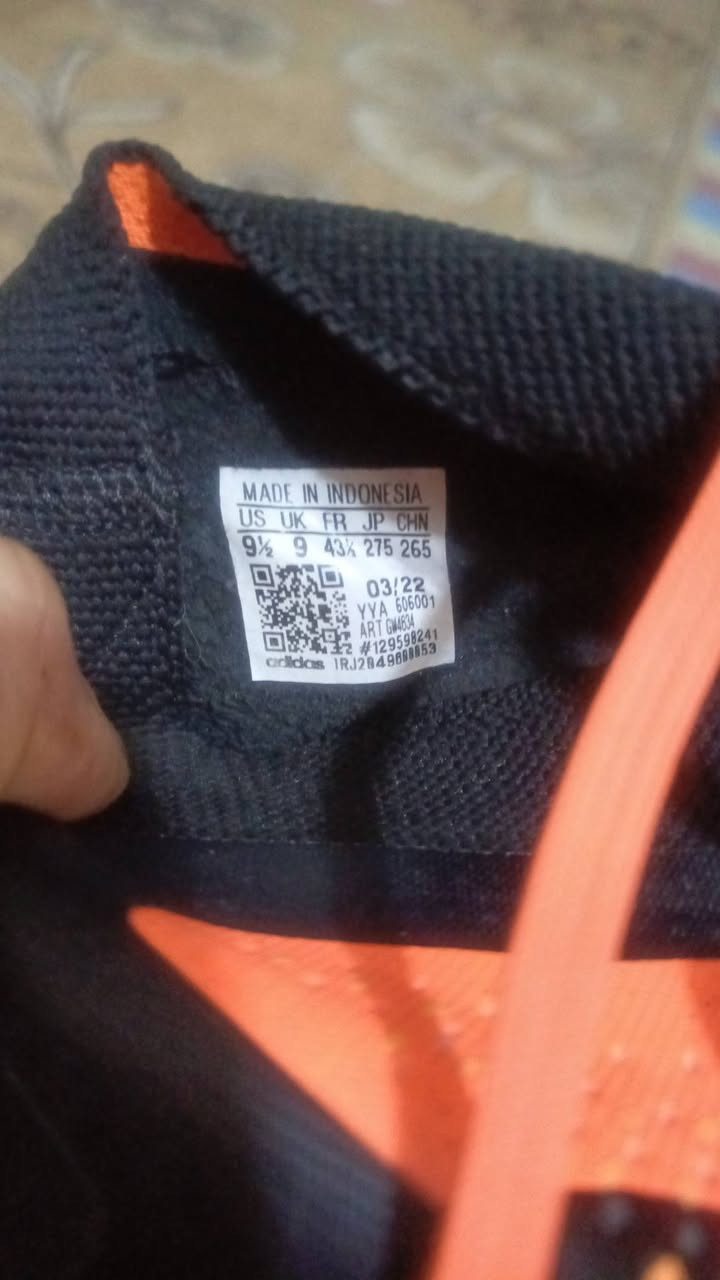 MADE IN INDONESIA
US UK FR JP CHN
9½ 9 43⅓ 275 265
03/22
YYA 606001
ART GW4634
#129598241
adidas